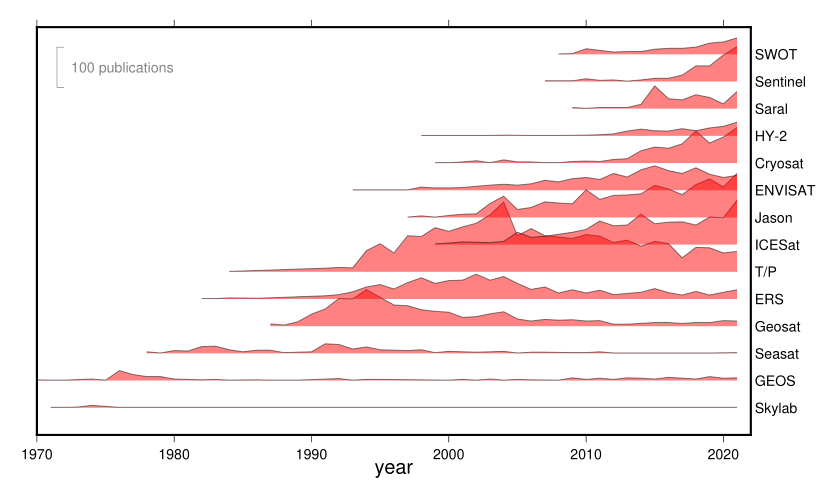 100 publications
SWOT
Sentinel
Saral
HY-2
Cryosat
ENVISAT
Jason
ICESat
T/P
ERS
Geosat
Seasat
GEOS
Skylab
1970 1980 1990 2000 2010 2020
year